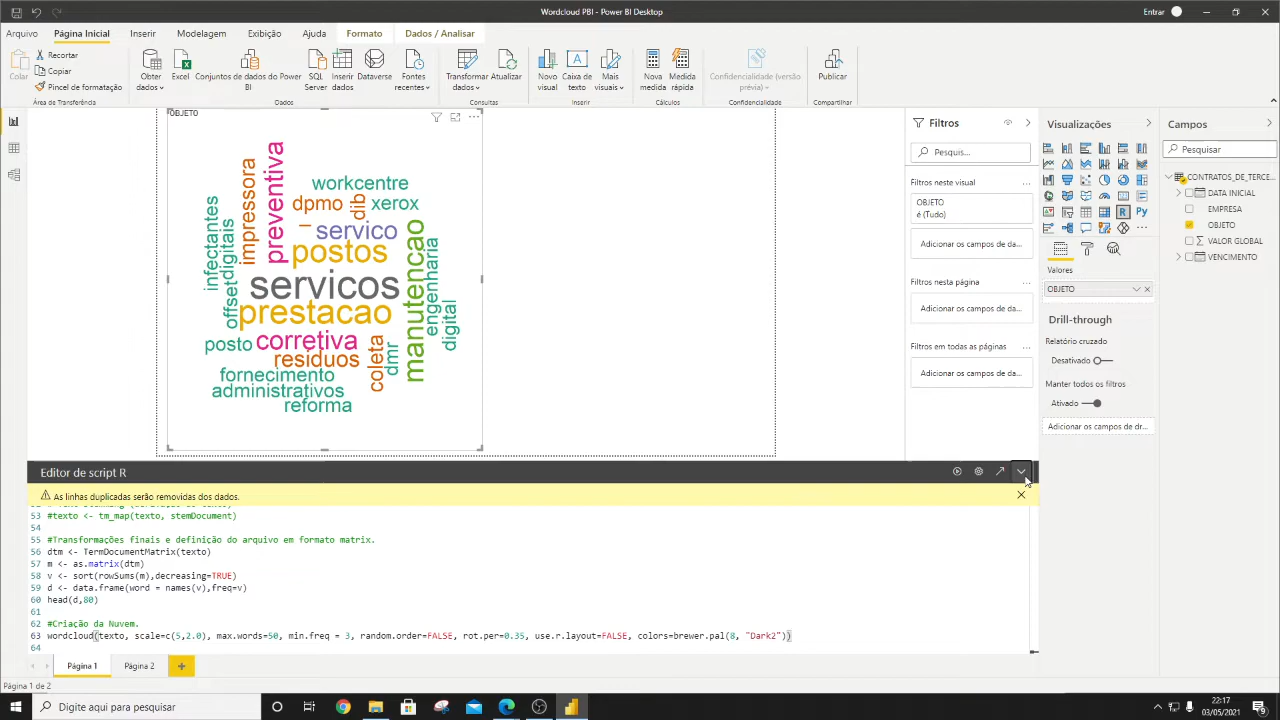 Wordcloud PBI - Power BI Desktop
Entrar
Arquivo
Página Inicial
Inserir
Modelagem
Exibição
Ajuda
Formato
Dados / Analisar
Colar
Recortar
Copiar
Pincel de formatação
Área de Transferência
Obter dados
Excel
Conjuntos de dados do Power BI
SQL Server
Inserir dados
Dataverse
Fontes recentes
Dados
Transformar dados
Atualizar
Consultas
Novo visual
Caixa de texto
Mais visuais
Inserir
Nova medida
Medida rápida
Cálculos
Confidencialidade (versão prévia)
Confidencialidade
Publicar
Compartilhar
OBJETO
workcentre
preventiva
impressora
dpmo
dib
xerox
infectantes
digitais
servico
postos
manutencao
engenharia
servicos
offset
prestacao
digital
posto
corretiva
residuos
coleta
dmr
fornecimento
administrativos
reforma
Filtros
Pesquis...
Filtros neste visual
...
OBJETO
é (Tudo)
Adicionar os campos de da...
Filtros nesta página
...
Adicionar os campos de da...
Filtros em todas as páginas
...
Adicionar os campos de da...
Visualizações
R
Py
...
Valores
OBJETO
Drill-through
Relatório cruzado
Desativado
Manter todos os filtros
Ativado
Adicionar os campos de dr...
Campos
Pesquisar
CONTRATOS_DE_TERCE...
DATA INICIAL
EMPRESA
OBJETO
VALOR GLOBAL
VENCIMENTO
Editor de script R
As linhas duplicadas serão removidas dos dados.
53 #texto <- tm_map(texto, stemDocument)
54
55 #Transformações finais e definição do arquivo em formato matrix.
56 dtm <- TermDocumentMatrix(texto)
57 m <- as.matrix(dtm)
58 v <- sort(rowSums(m),decreasing=TRUE)
59 d <- data.frame(word = names(v),freq=v)
60 head(d,80)
61
62 #Criação da Nuvem.
63 wordcloud(texto, scale=c(5,2.0), max.words=50, min.freq = 3, random.order=FALSE, rot.per=0.35, use.r.layout=FALSE, colors=brewer.pal(8, "Dark2"))
64
Página 1
Página 2
Página 1 de 2
Digite aqui para pesquisar
22:17
03/05/2021